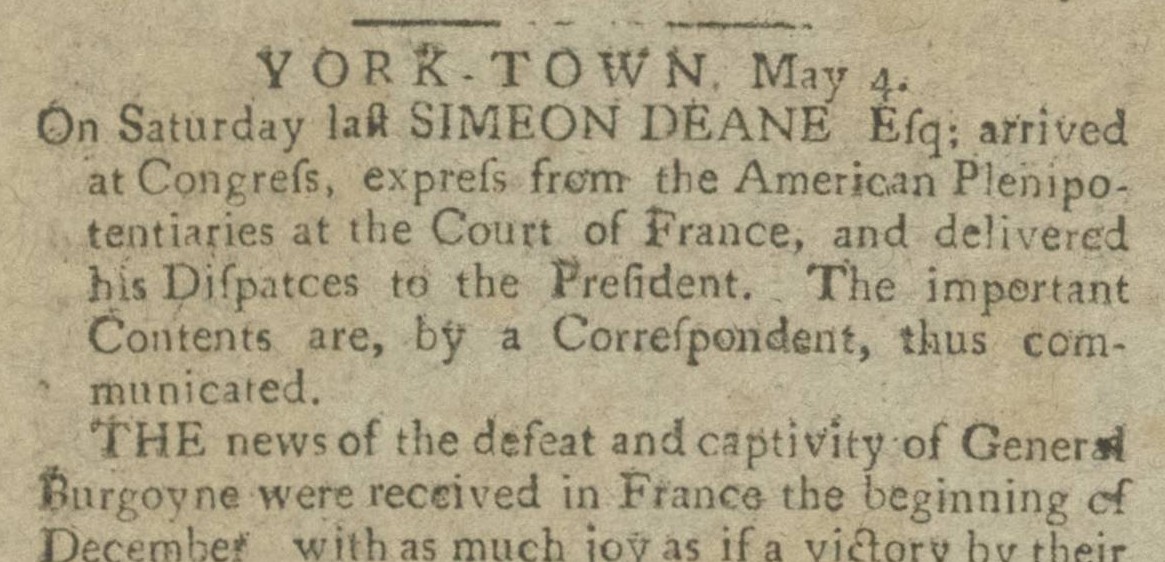 YORK-TOWN, May 4.
On Saturday laſt SIMEON DEANE Eſq; arrived
at Congreſs, expreſs from the American Plenipo-
tentiaries at the Court of France, and delivered
his Diſpatces to the Preſident. The important
Contents are, by a Correſpondent, thus com-
municated.
THE news of the defeat and captivity of General
Burgoyne were received in France the beginning of
December with as much joy as if a victory by their